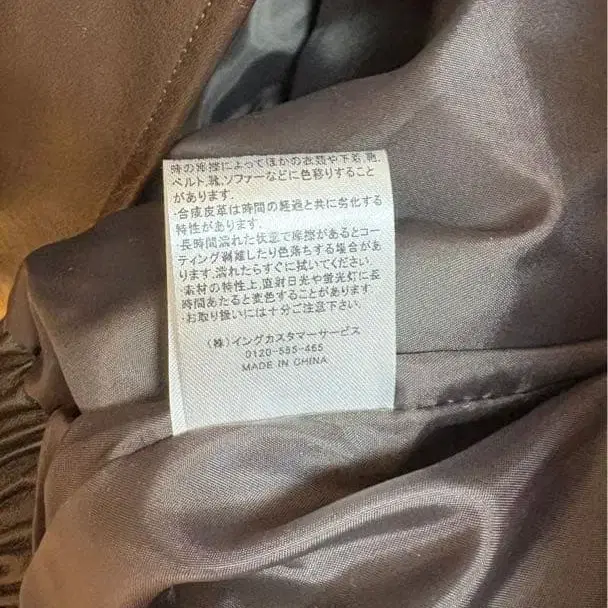 時の摩擦によってほかの衣類や下着,靴,
ベルト,靴,ソファーなどに色移りすること
があります.
・合成皮革は時間の経過と共に劣化する
特性があります.
・長時間濡れた状態で摩擦があるとコー
ティング剥離したり色落ちする場合があ
ります.濡れたらすぐに拭いてください.
・素材の特性上,直射日光や蛍光灯に長
時間あたると変色することがあります.
お取り扱いには十分ご注意下さい.
(株)イングカスタマーサービス
0120-555-465
MADE IN CHINA